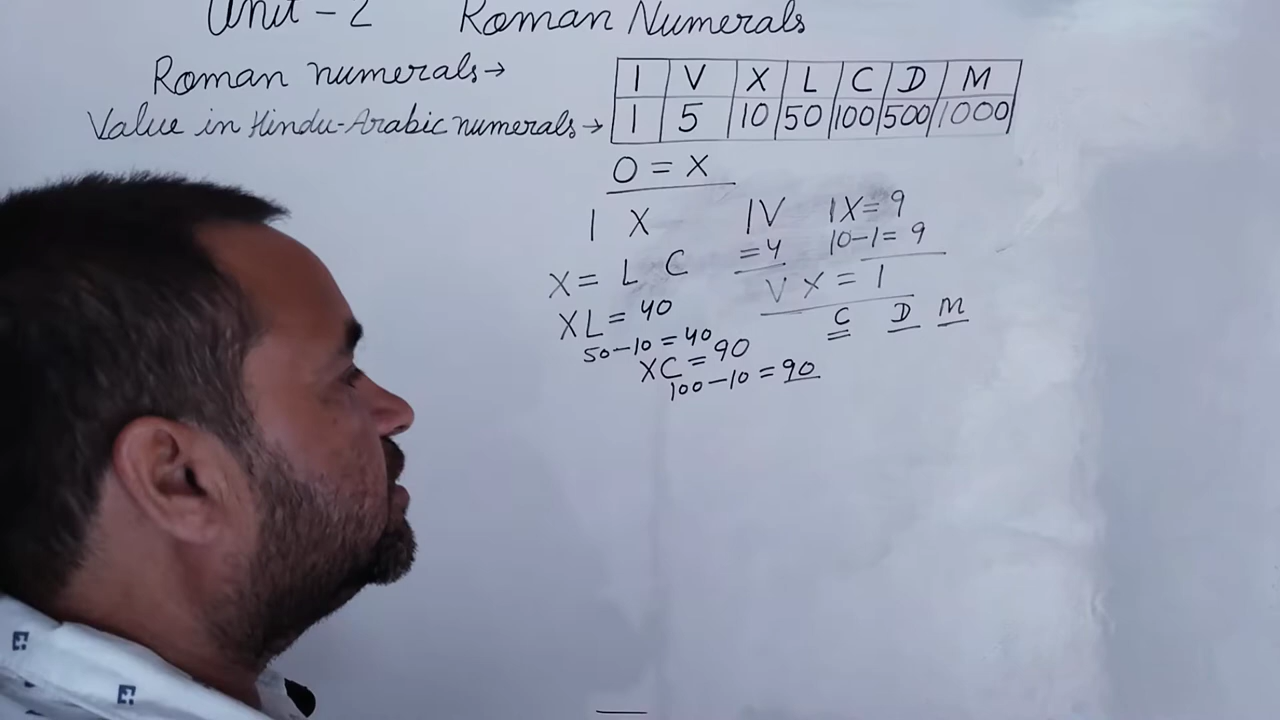 Unit - 2 Roman Numerals
Roman numerals → I V X L C D M
Value in Hindu-Arabic numerals → 1 5 10 50 100 500 1000
0 = X
I X IV IX = 9
= 4 10 - 1 = 9
X = L C V X = 1
XL = 40 C D M
50 - 10 = 40
XC = 90
100 - 10 = 90